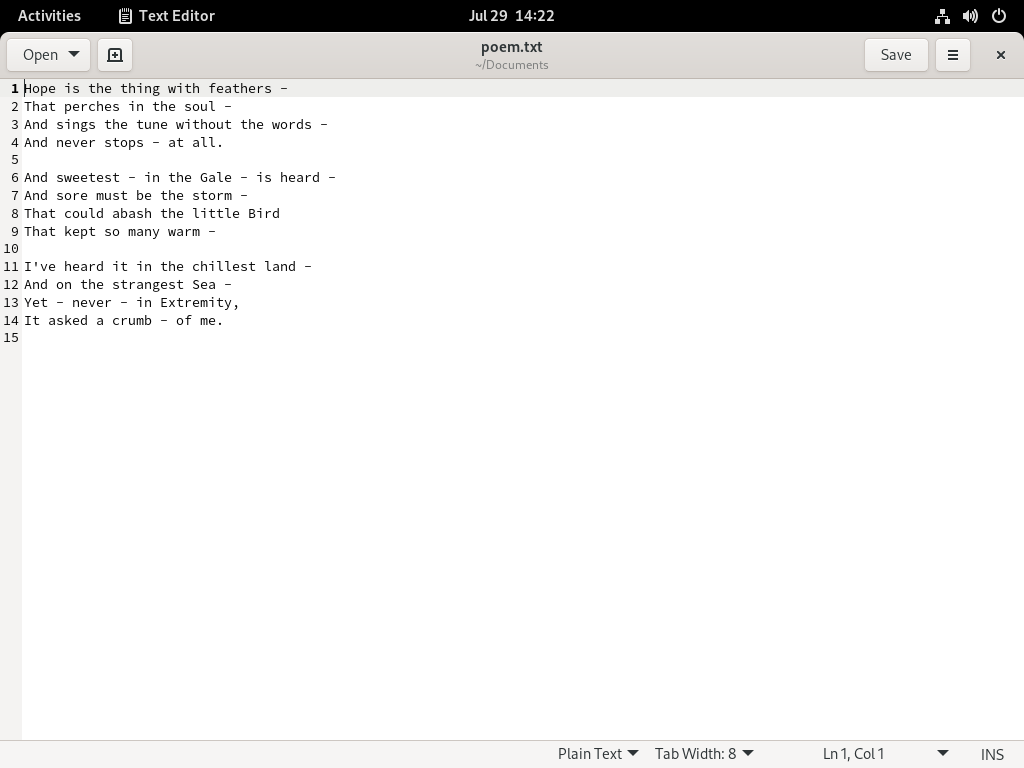 Activities Text Editor Jul 29 14:22
Open poem.txt Save
~/Documents
1 Hope is the thing with feathers –
2 That perches in the soul –
3 And sings the tune without the words –
4 And never stops – at all.
5
6 And sweetest – in the Gale – is heard –
7 And sore must be the storm –
8 That could abash the little Bird
9 That kept so many warm –
10
11 I've heard it in the chillest land –
12 And on the strangest Sea –
13 Yet – never – in Extremity,
14 It asked a crumb – of me.
15
Plain Text Tab Width: 8 Ln 1, Col 1 INS